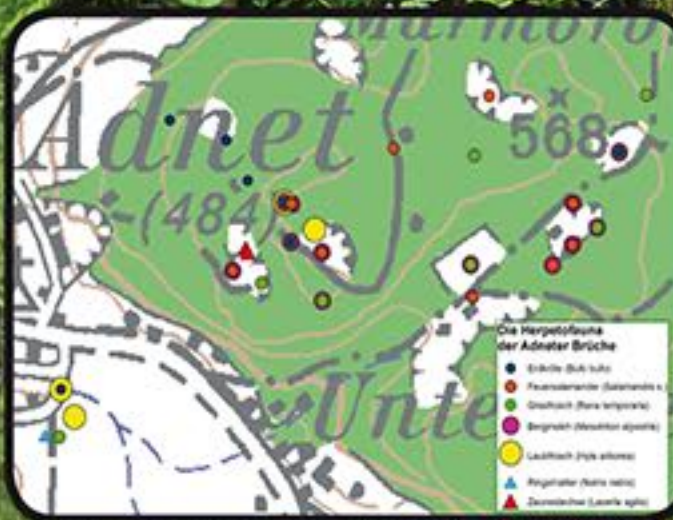 Marmorb
Adnet
568
(484)
Unte
Die Herpetofauna
der Adneter Brüche
Erdkröte (Bufo bufo)
Feuersalamander (Salamandra s.)
Grasfrosch (Rana temporaria)
Bergmolch (Mesotriton alpestris)
Laubfrosch (Hyla arborea)
Ringelnatter (Natrix natrix)
Zauneidechse (Lacerta agilis)